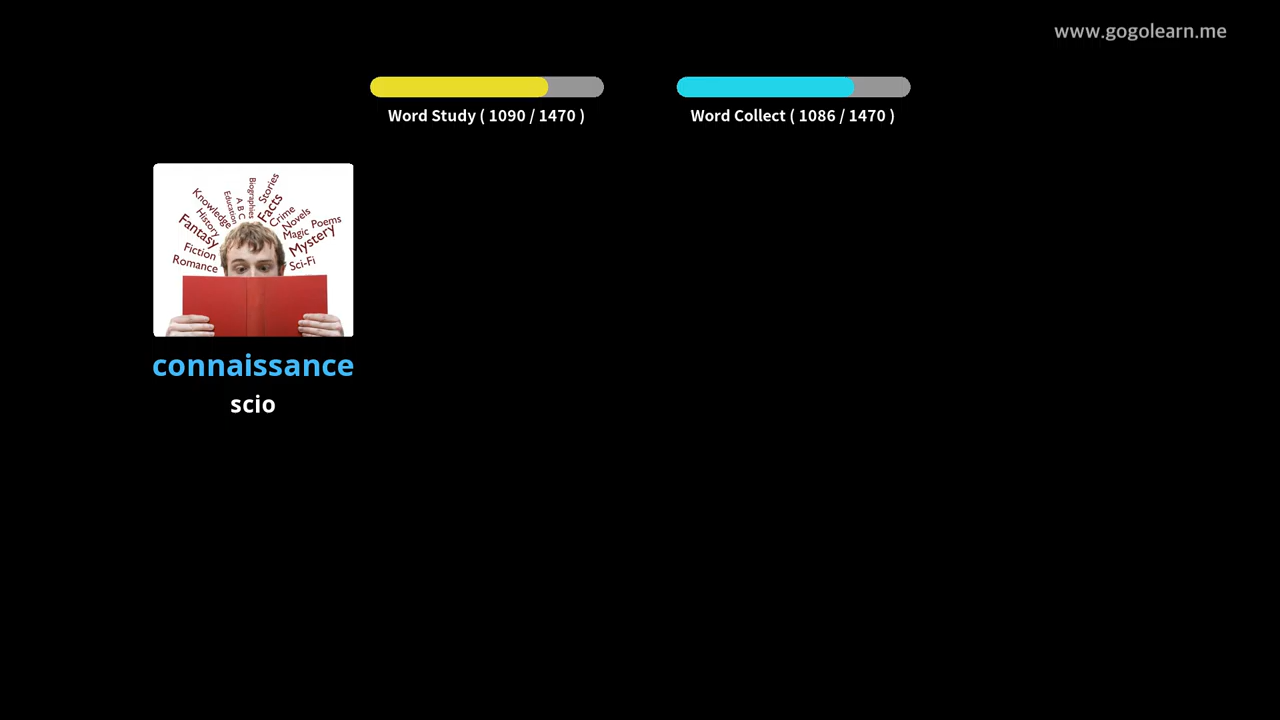 www.gogolearn.me
Word Study ( 1090 / 1470 )
Word Collect ( 1086 / 1470 )
Knowledge
History
Fantasy
Fiction
Romance
Education
A B C
Biographies
Stories
Facts
Crime
Novels
Magic
Poems
Mystery
Sci-Fi
connaissance
scio